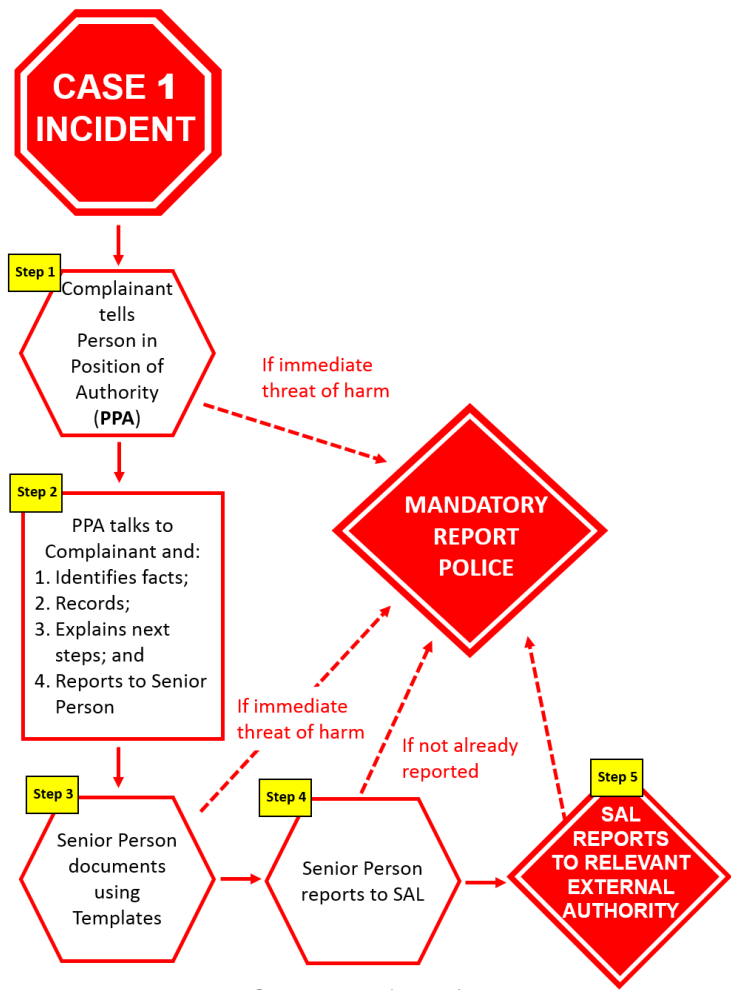 CASE 1
INCIDENT
Step 1
Complainant
tells
Person in
Position of
Authority
(PPA)
If immediate
threat of harm
MANDATORY
REPORT
POLICE
Step 2
PPA talks to
Complainant and:
1. Identifies facts;
2. Records;
3. Explains next
steps; and
4. Reports to Senior
Person
If immediate
threat of harm
If not already
reported
Step 3
Senior Person
documents
using
Templates
Step 4
Senior Person
reports to SAL
Step 5
SAL
REPORTS
TO RELEVANT
EXTERNAL
AUTHORITY